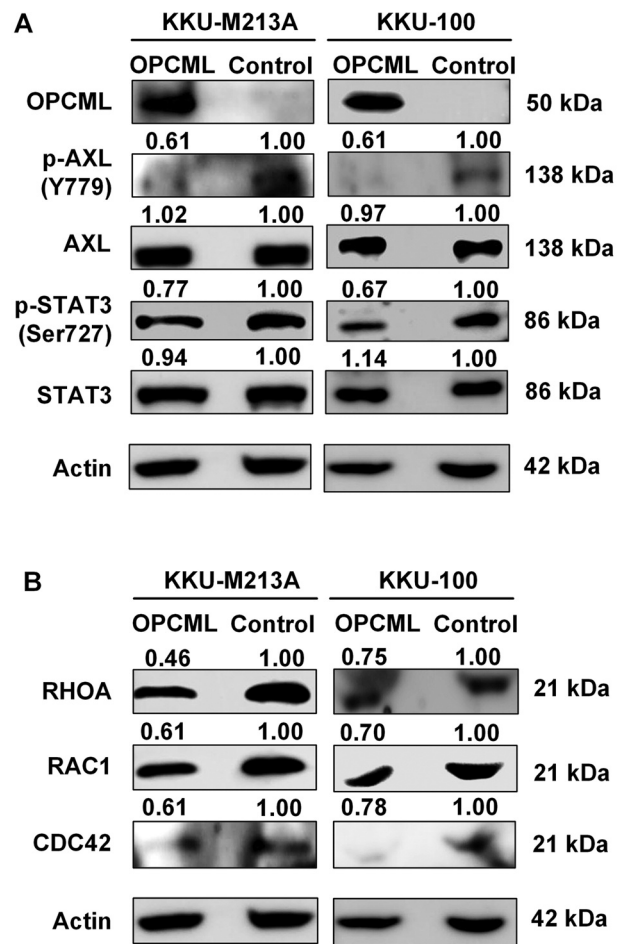 A
KKU-M213A KKU-100
OPCML Control OPCML Control
OPCML 50 kDa
0.61 1.00 0.61 1.00
p-AXL
(Y779)
138 kDa
1.02 1.00 0.97 1.00
AXL 138 kDa
0.77 1.00 0.67 1.00
p-STAT3
(Ser727)
86 kDa
0.94 1.00 1.14 1.00
STAT3 86 kDa
Actin 42 kDa
B
KKU-M213A KKU-100
OPCML Control OPCML Control
0.46 1.00 0.75 1.00
RHOA 21 kDa
0.61 1.00 0.70 1.00
RAC1 21 kDa
0.61 1.00 0.78 1.00
CDC42 21 kDa
Actin 42 kDa